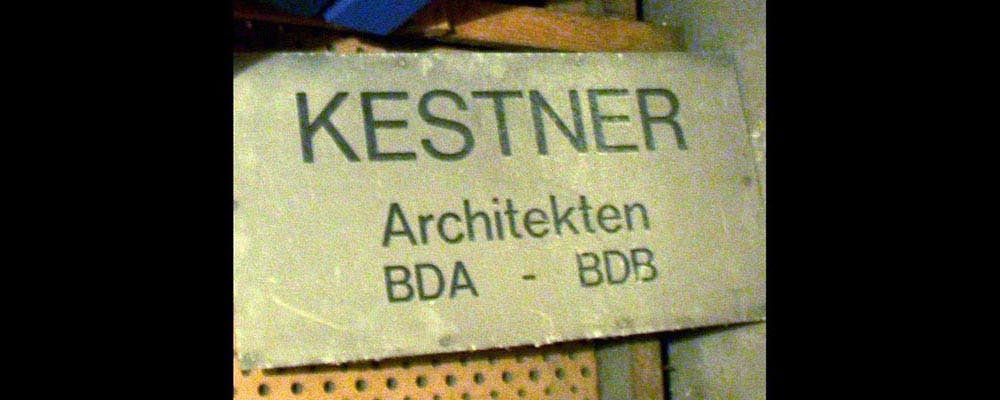 KESTNER
Architekten
BDA - BDB